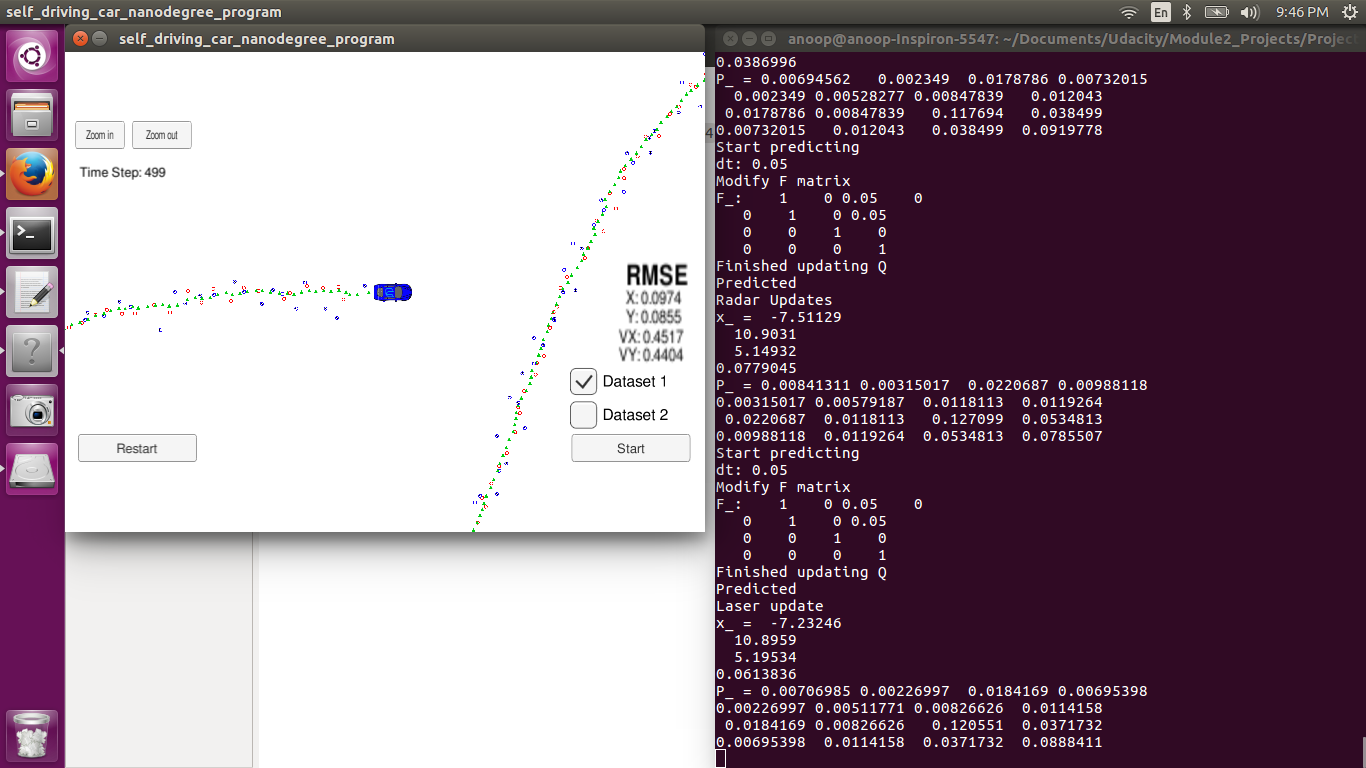 self_driving_car_nanodegree_program
En
9:46 PM
self_driving_car_nanodegree_program
Zoom in
Zoom out
Time Step: 499
RMSE
X: 0.0974
Y: 0.0855
VX: 0.4517
VY: 0.4404
Dataset 1
Dataset 2
Restart
Start
anoop@anoop-Inspiron-5547: ~/Documents/Udacity/Module2_Projects/Projec
0.0386996
P_ = 0.00694562   0.002349  0.0178786 0.00732015
  0.002349 0.00528277 0.00847839   0.012043
 0.0178786 0.00847839   0.117694   0.038499
0.00732015   0.012043   0.038499  0.0919778
Start predicting
dt: 0.05
Modify F matrix
F_:    1    0 0.05    0
   0    1    0 0.05
   0    0    1    0
   0    0    0    1
Finished updating Q
Predicted
Radar Updates
x_ =  -7.51129
  10.9031
  5.14932
0.0779045
P_ = 0.00841311 0.00315017  0.0220687 0.00988118
0.00315017 0.00579187  0.0118113  0.0119264
 0.0220687  0.0118113   0.127099  0.0534813
0.00988118  0.0119264  0.0534813  0.0785507
Start predicting
dt: 0.05
Modify F matrix
F_:    1    0 0.05    0
   0    1    0 0.05
   0    0    1    0
   0    0    0    1
Finished updating Q
Predicted
Laser update
x_ =  -7.23246
  10.8959
  5.19534
0.0613836
P_ = 0.00706985 0.00226997  0.0184169 0.00695398
0.00226997 0.00511771 0.00826626  0.0114158
 0.0184169 0.00826626   0.120551  0.0371732
0.00695398  0.0114158  0.0371732  0.0888411